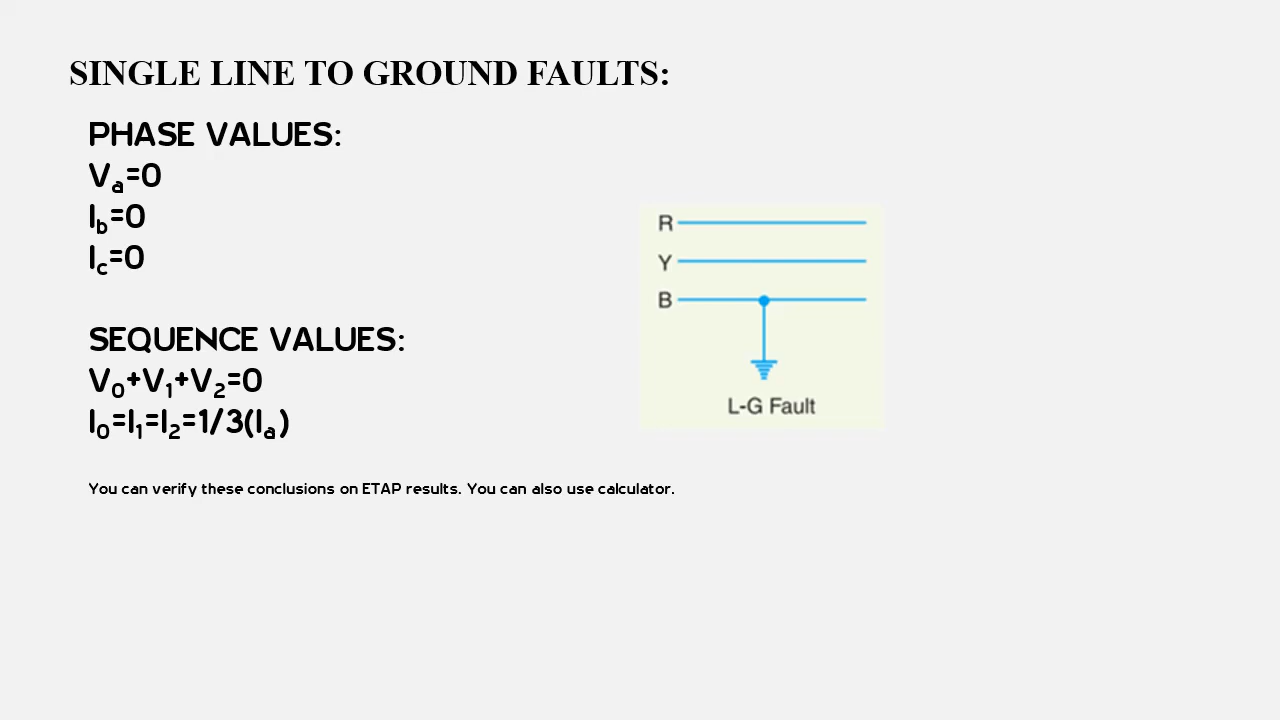 SINGLE LINE TO GROUND FAULTS:
PHASE VALUES:
Va=0
Ib=0
Ic=0
SEQUENCE VALUES:
V0+V1+V2=0
I0=I1=I2=1/3(Ia)
R
Y
B
L-G Fault
You can verify these conclusions on ETAP results. You can also use calculator.